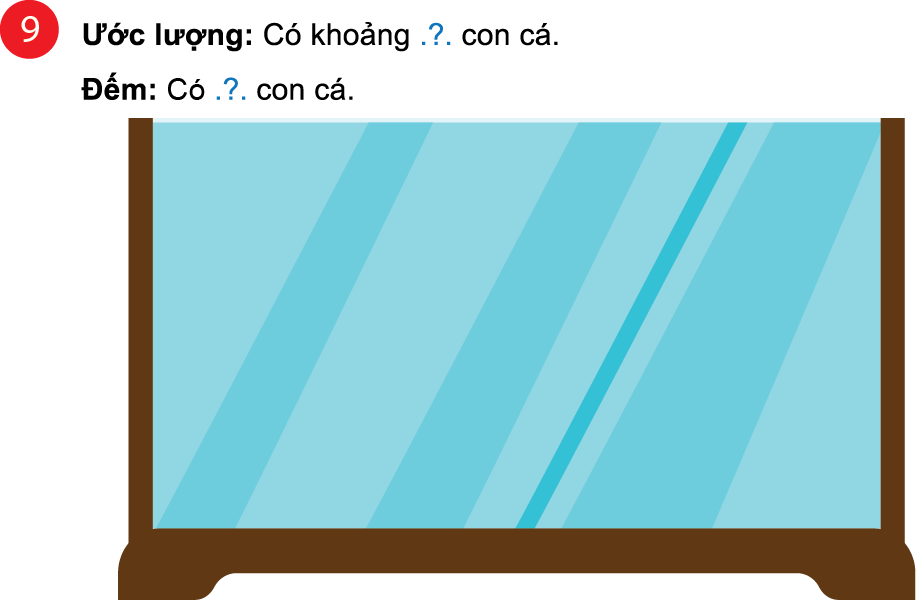 9 Ước lượng: Có khoảng .?. con cá.
Đếm: Có .?. con cá.